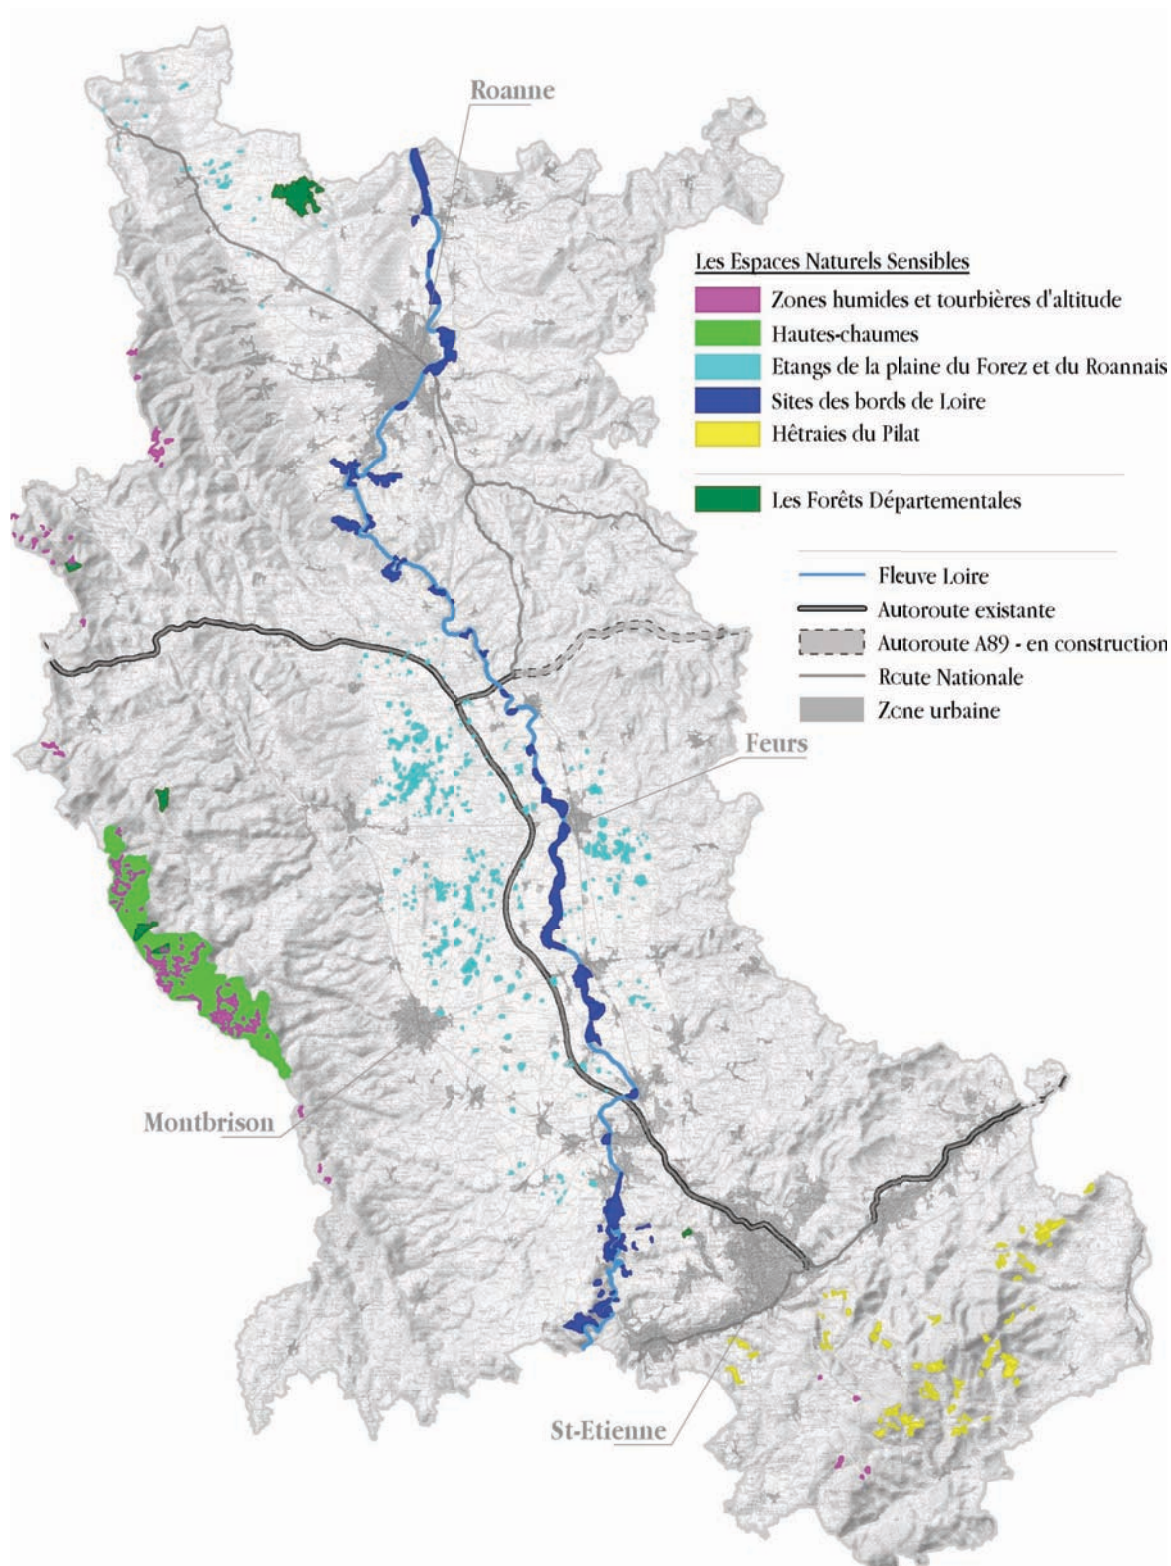 Roanne
Les Espaces Naturels Sensibles
Zones humides et tourbières d'altitude
Hautes-chaumes
Etangs de la plaine du Forez et du Roannais
Sites des bords de Loire
Hêtraies du Pilat
Les Forêts Départementales
Fleuve Loire
Autoroute existante
Autoroute A89 - en construction
Route Nationale
Zone urbaine
Feurs
Montbrison
St-Etienne